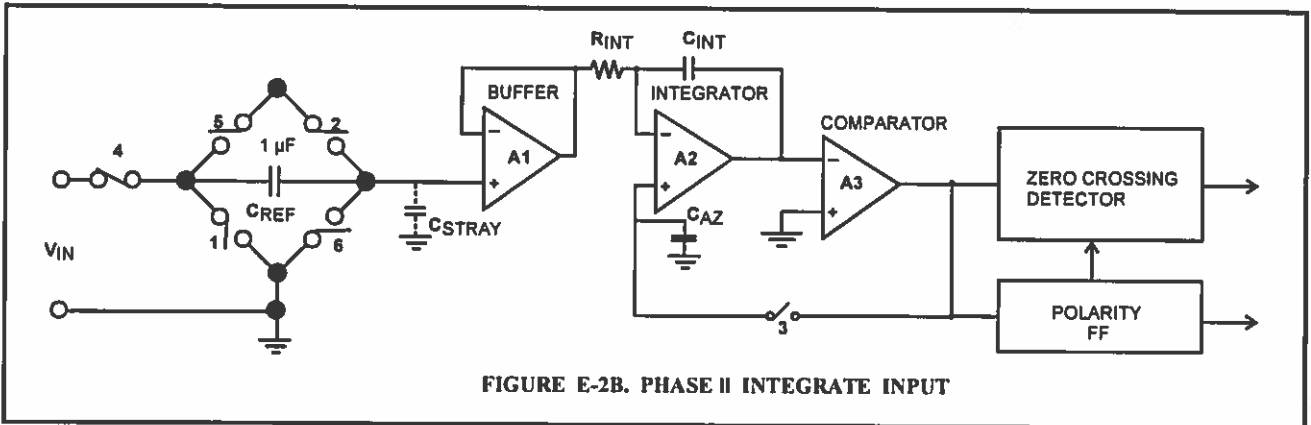 RINT
CINT
BUFFER
INTEGRATOR
5
2
1 µF
COMPARATOR
4
−
−
A1
A2
−
+
+
A3
CREF
+
ZERO CROSSING
DETECTOR
CSTRAY
CAZ
1
6
VIN
3
POLARITY
FF
FIGURE E-2B. PHASE II INTEGRATE INPUT